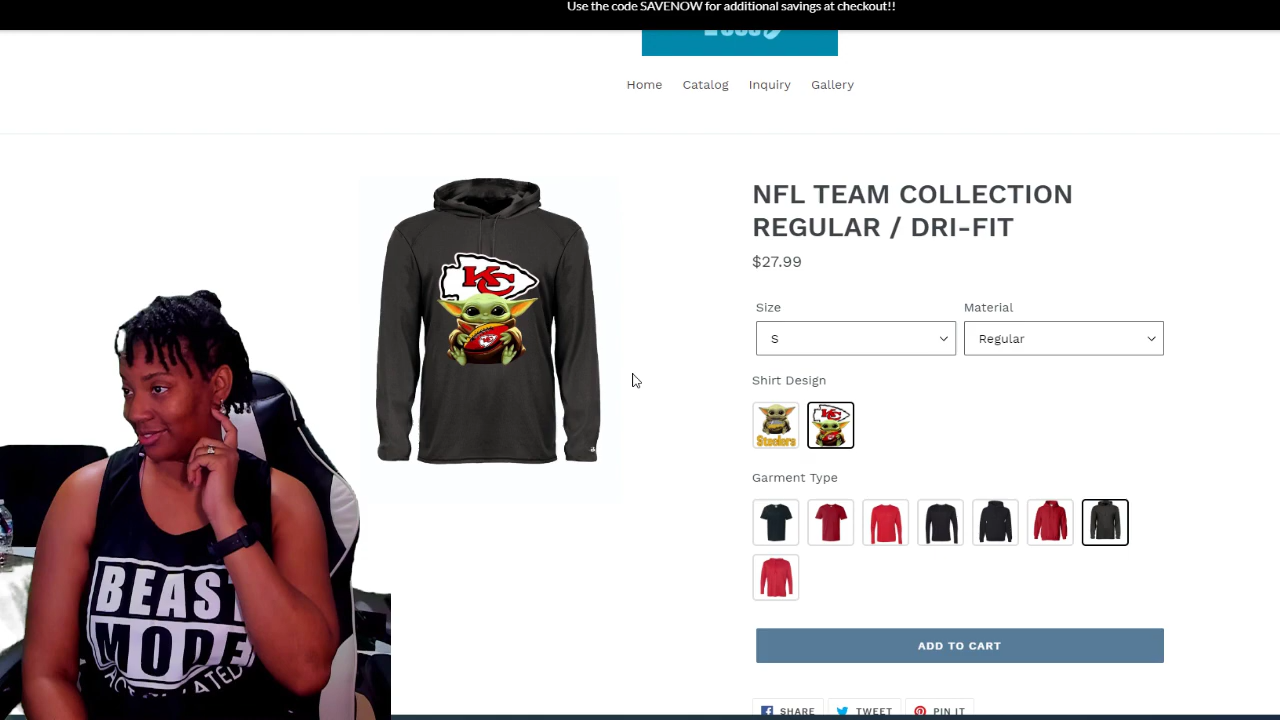 Use the code SAVENOW for additional savings at checkout!!
Home Catalog Inquiry Gallery
NFL TEAM COLLECTION
REGULAR / DRI-FIT
$27.99
Size Material
S Regular
Shirt Design
KC
Steelers
KC
Garment Type
ADD TO CART
SHARE TWEET PIN IT
BEAST
MODE